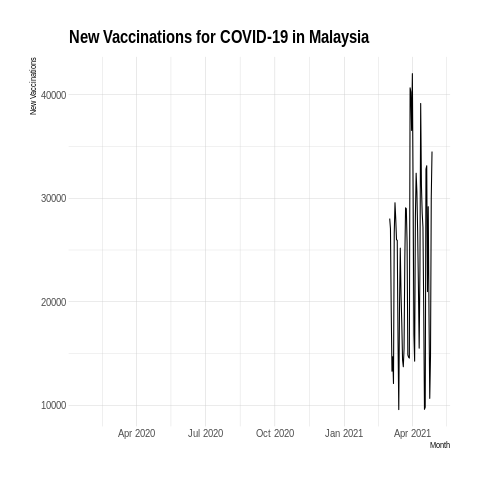 New Vaccinations for COVID-19 in Malaysia
New Vaccinations
40000
30000
20000
10000
Apr 2020 Jul 2020 Oct 2020 Jan 2021 Apr 2021
Month